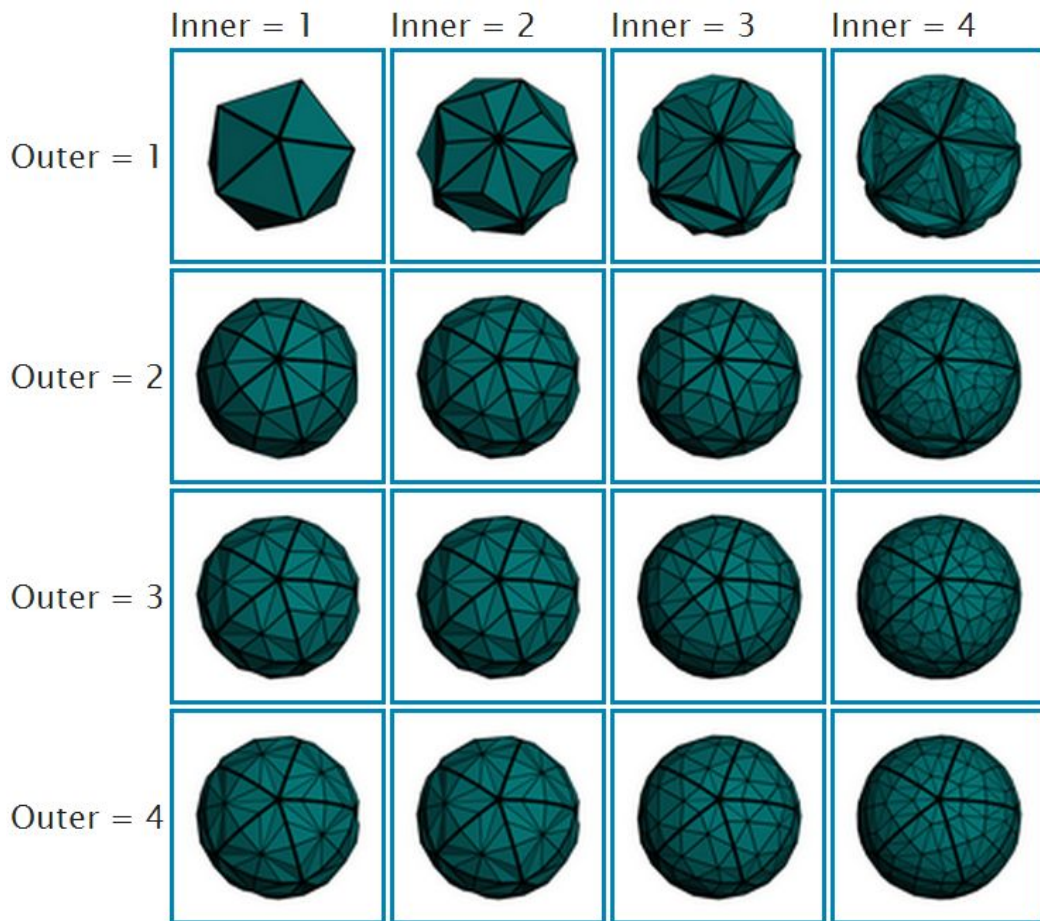 Inner = 1 Inner = 2 Inner = 3 Inner = 4
Outer = 1
Outer = 2
Outer = 3
Outer = 4